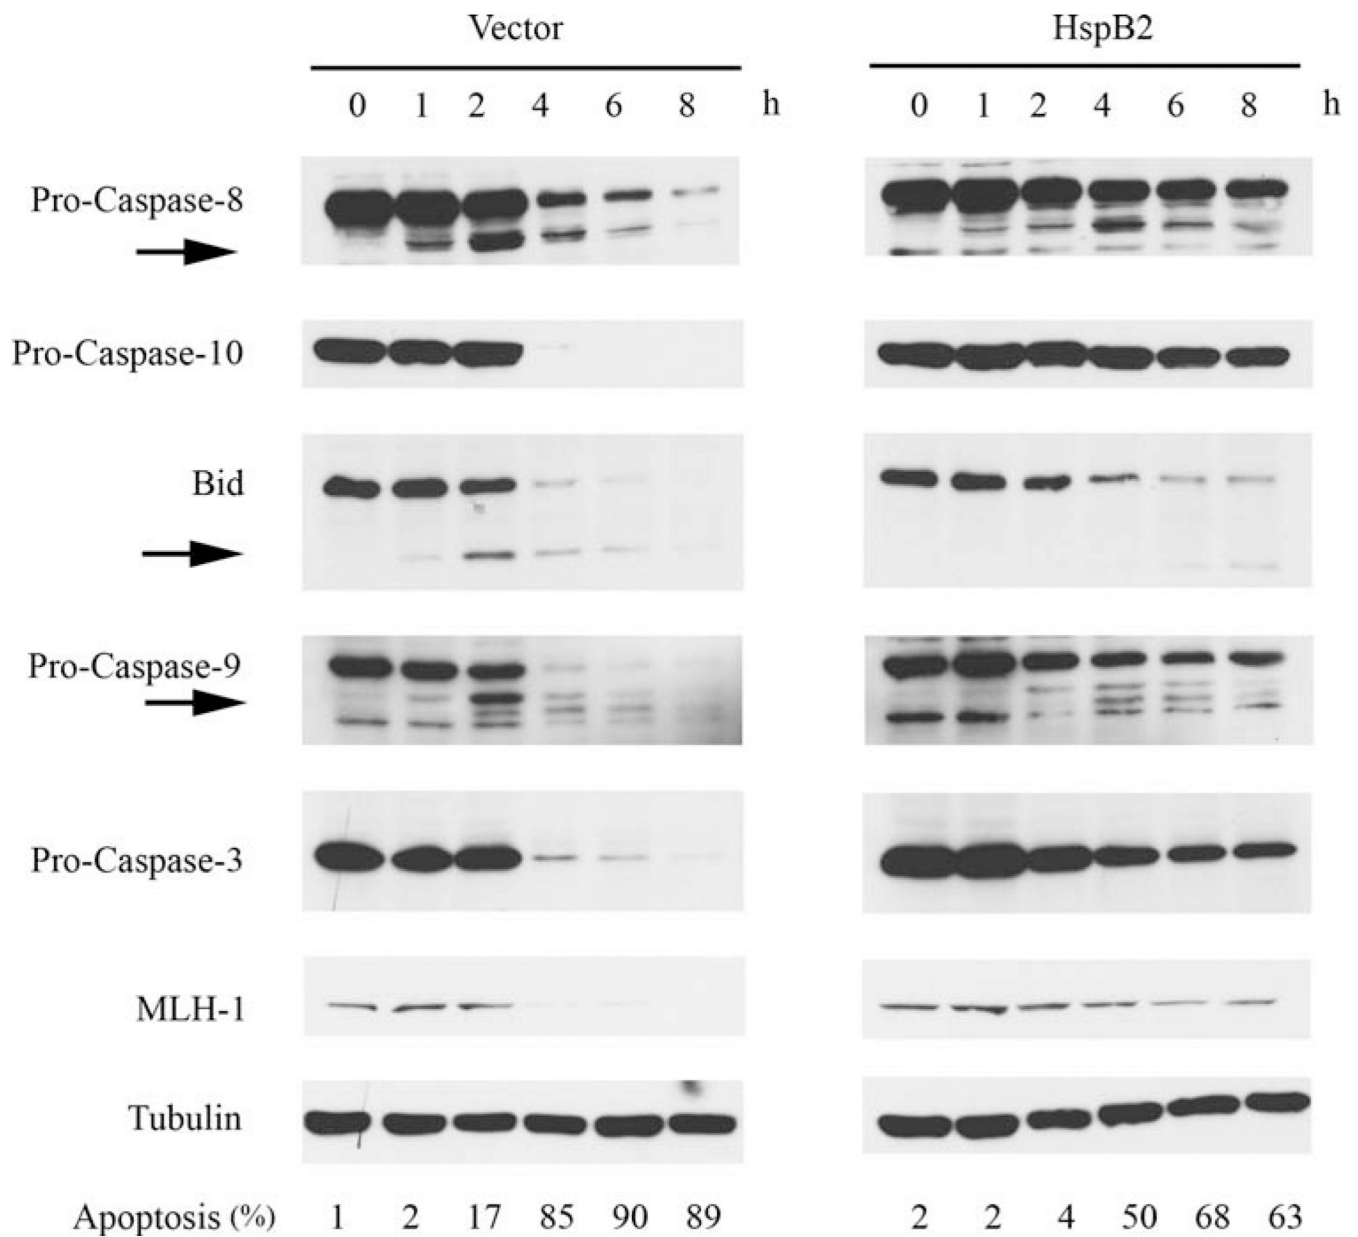 Vector HspB2
0 1 2 4 6 8 h 0 1 2 4 6 8 h
Pro-Caspase-8
Pro-Caspase-10
Bid
Pro-Caspase-9
Pro-Caspase-3
MLH-1
Tubulin
Apoptosis (%) 1 2 17 85 90 89 2 2 4 50 68 63